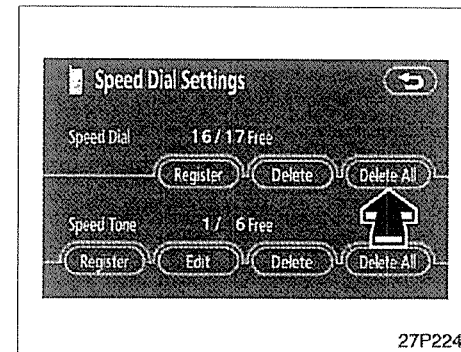 Speed Dial Settings
Speed Dial 16/17 Free
Register Delete Delete All
Speed Tone 1/ 6 Free
Register Edit Delete Delete All
27P224